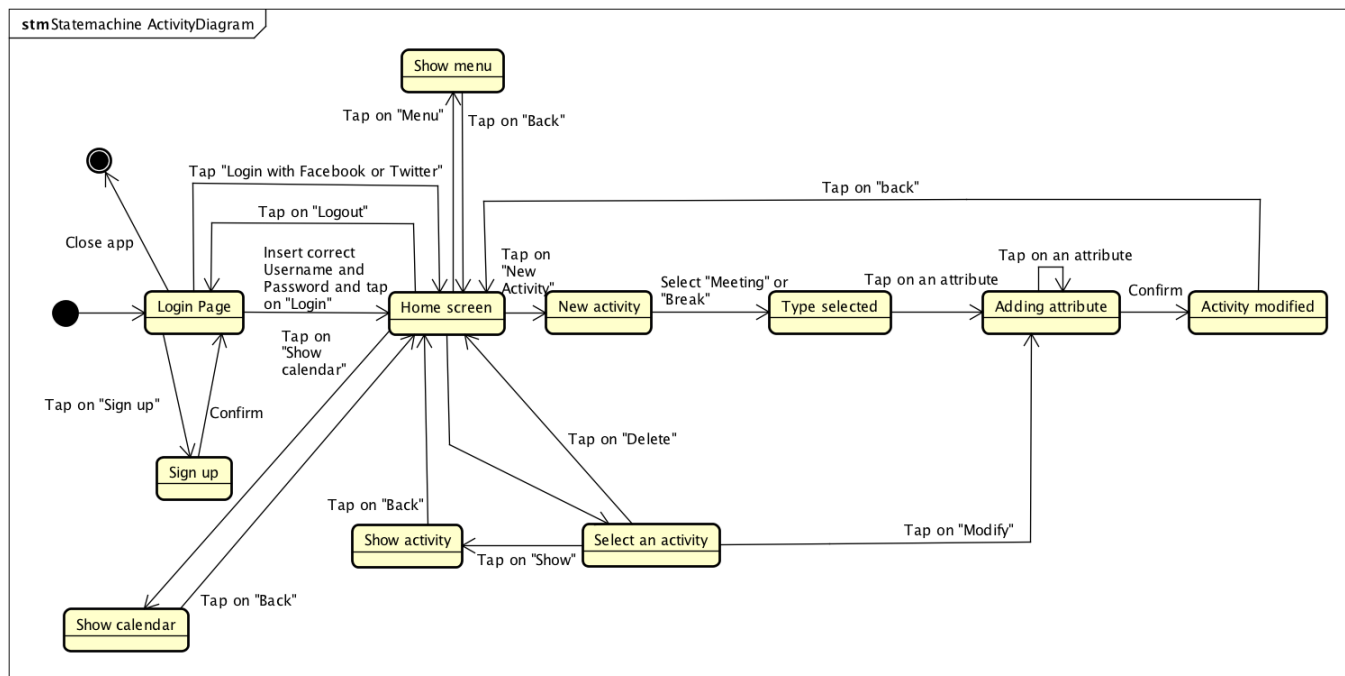 stm Statemachine ActivityDiagram
Show menu
Tap on "Menu"
Tap on "Back"
Tap "Login with Facebook or Twitter"
Tap on "back"
Tap on "Logout"
Close app
Insert correct
Username and
Password and tap
on "Login"
Tap on
"New
Activity"
Select "Meeting" or
"Break"
Tap on an attribute
Tap on an attribute
Confirm
Login Page
Home screen
New activity
Type selected
Adding attribute
Activity modified
Tap on
"Show
calendar"
Tap on "Sign up"
Confirm
Tap on "Delete"
Sign up
Tap on "Back"
Show activity
Tap on "Show"
Select an activity
Tap on "Modify"
Tap on "Back"
Show calendar